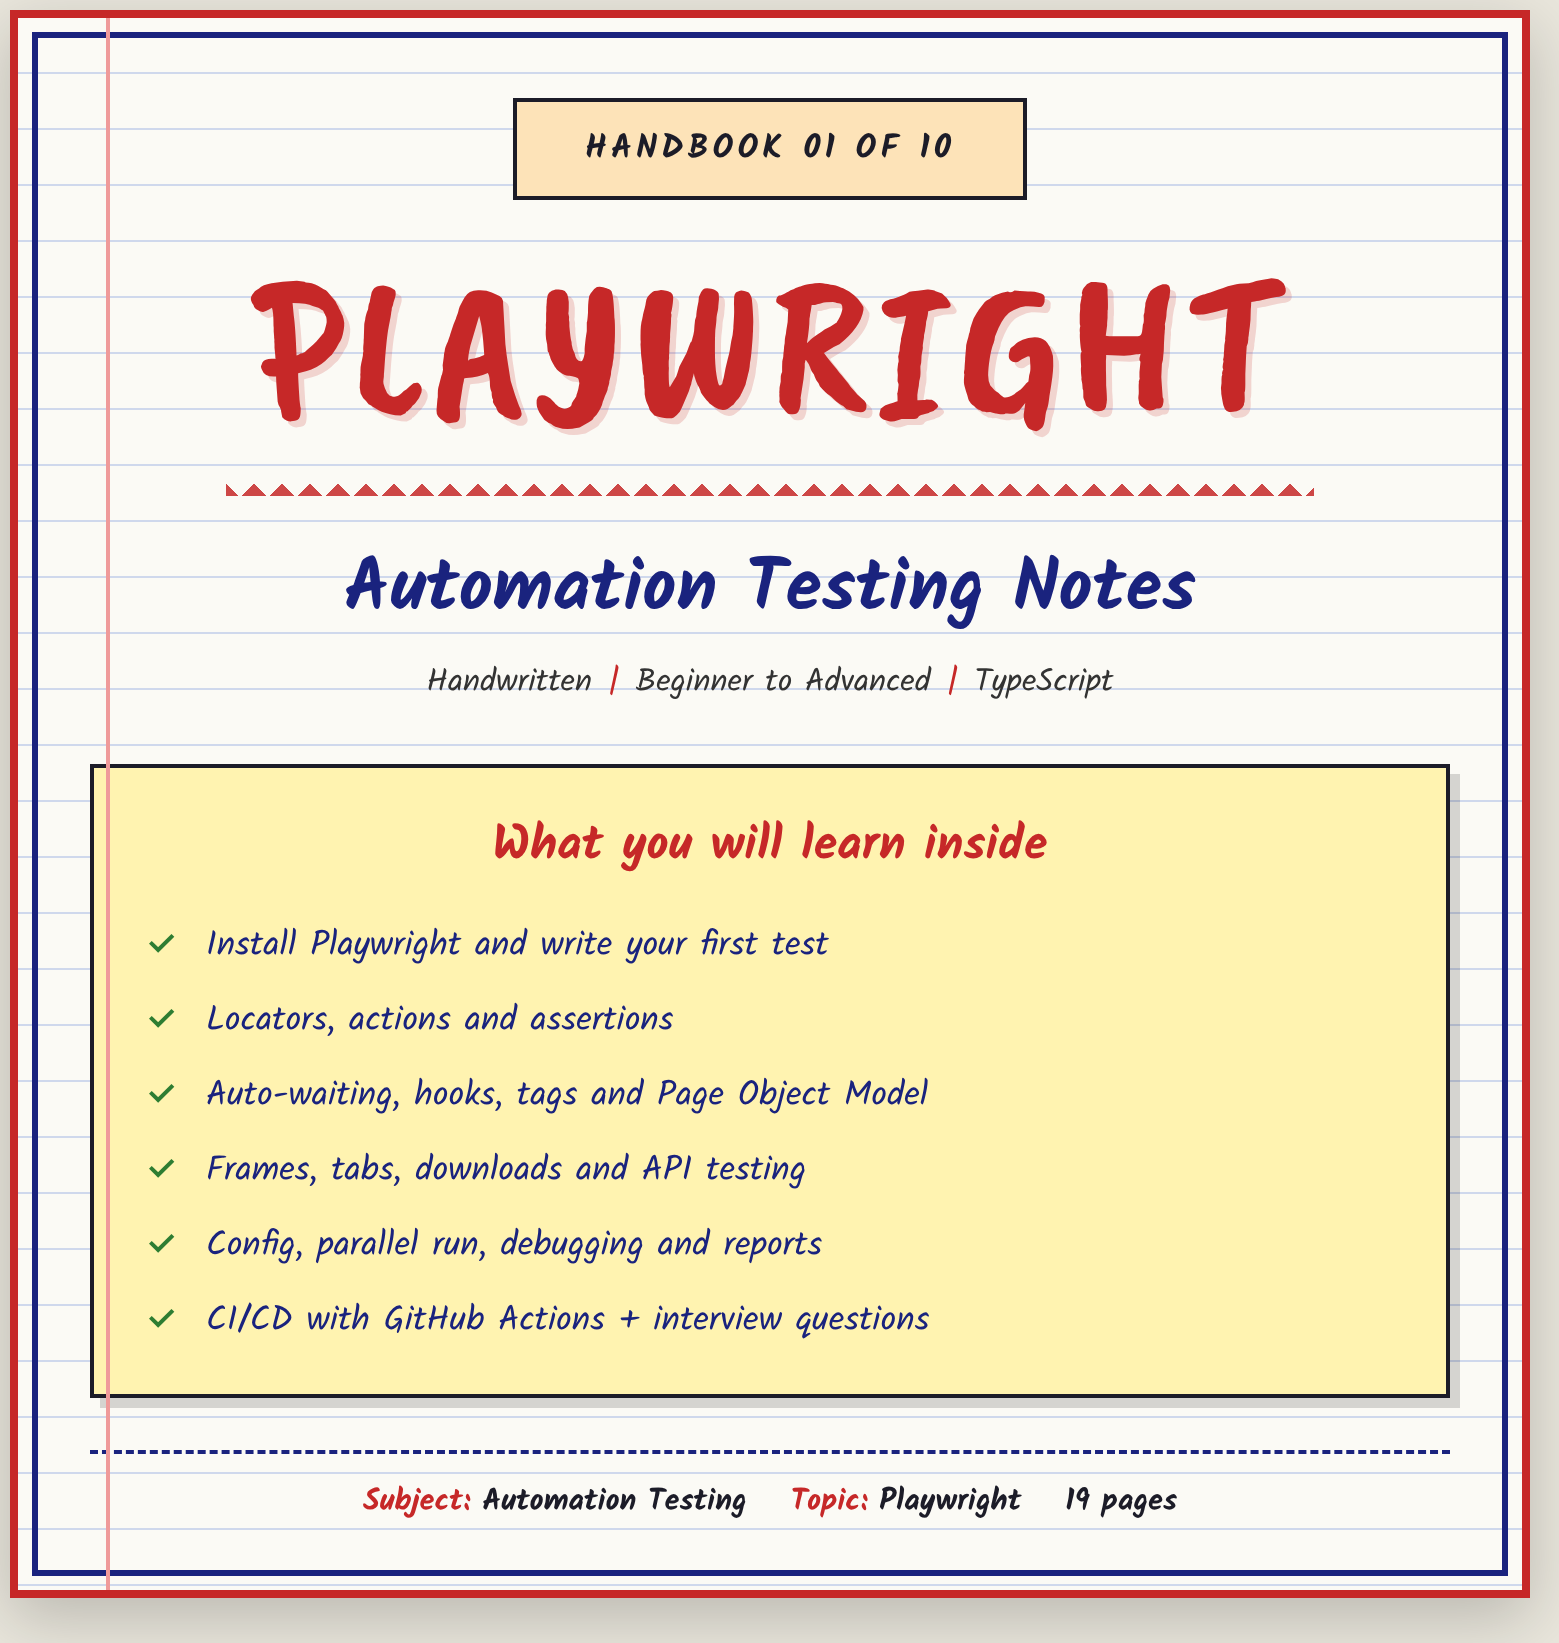 HANDBOOK 01 OF 10
PLAYWRIGHT
Automation Testing Notes
Handwritten | Beginner to Advanced | TypeScript
What you will learn inside
✓ Install Playwright and write your first test
✓ Locators, actions and assertions
✓ Auto-waiting, hooks, tags and Page Object Model
✓ Frames, tabs, downloads and API testing
✓ Config, parallel run, debugging and reports
✓ CI/CD with GitHub Actions + interview questions
Subject: Automation Testing Topic: Playwright 19 pages